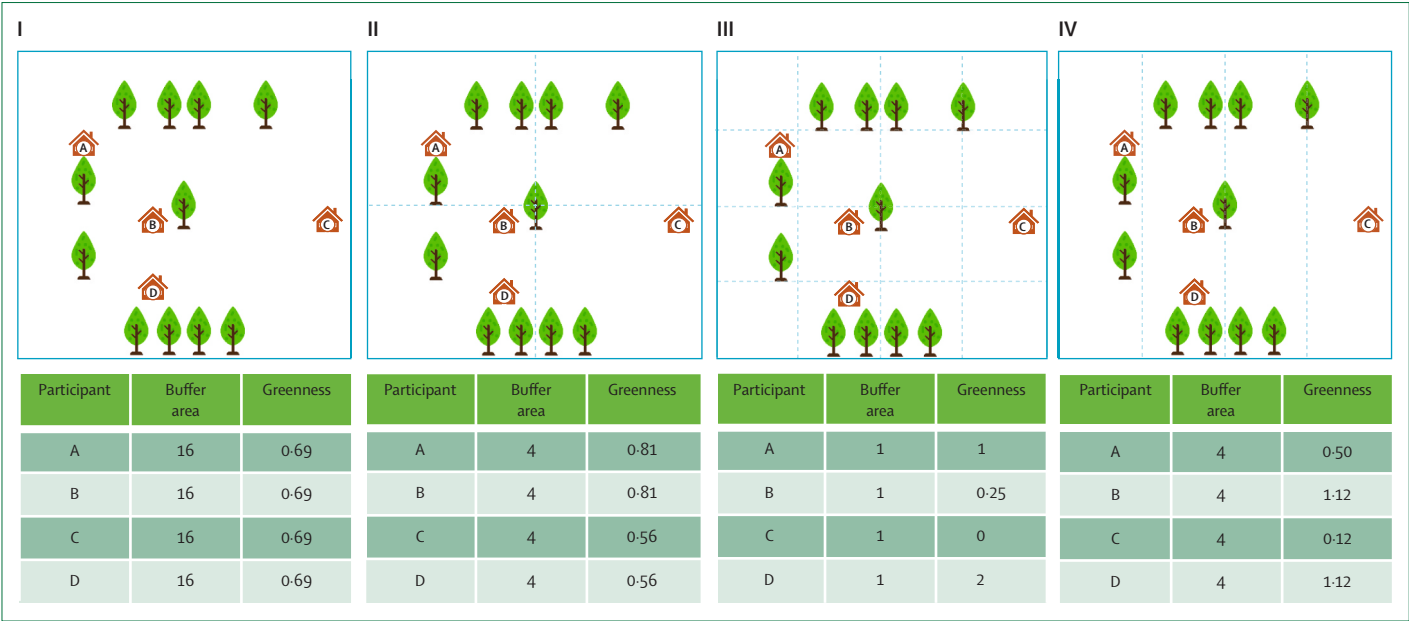 I
II
III
IV
A
B
C
D
A
B
C
D
A
B
C
D
A
B
C
D
Participant Buffer area Greenness
A 16 0·69
B 16 0·69
C 16 0·69
D 16 0·69
Participant Buffer area Greenness
A 4 0·81
B 4 0·81
C 4 0·56
D 4 0·56
Participant Buffer area Greenness
A 1 1
B 1 0·25
C 1 0
D 1 2
Participant Buffer area Greenness
A 4 0·50
B 4 1·12
C 4 0·12
D 4 1·12